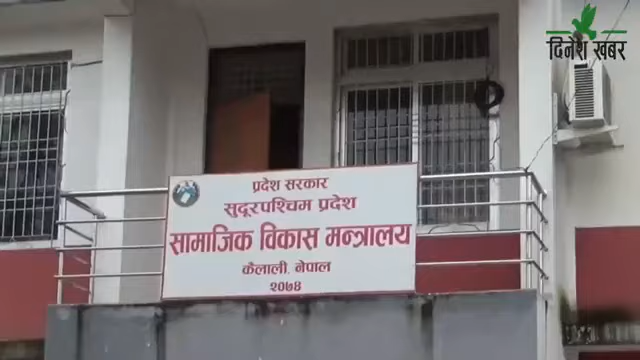 दिनेश खबर
प्रदेश सरकार
सुदूरपश्चिम प्रदेश
सामाजिक विकास मन्त्रालय
कैलाली, नेपाल
२०७४